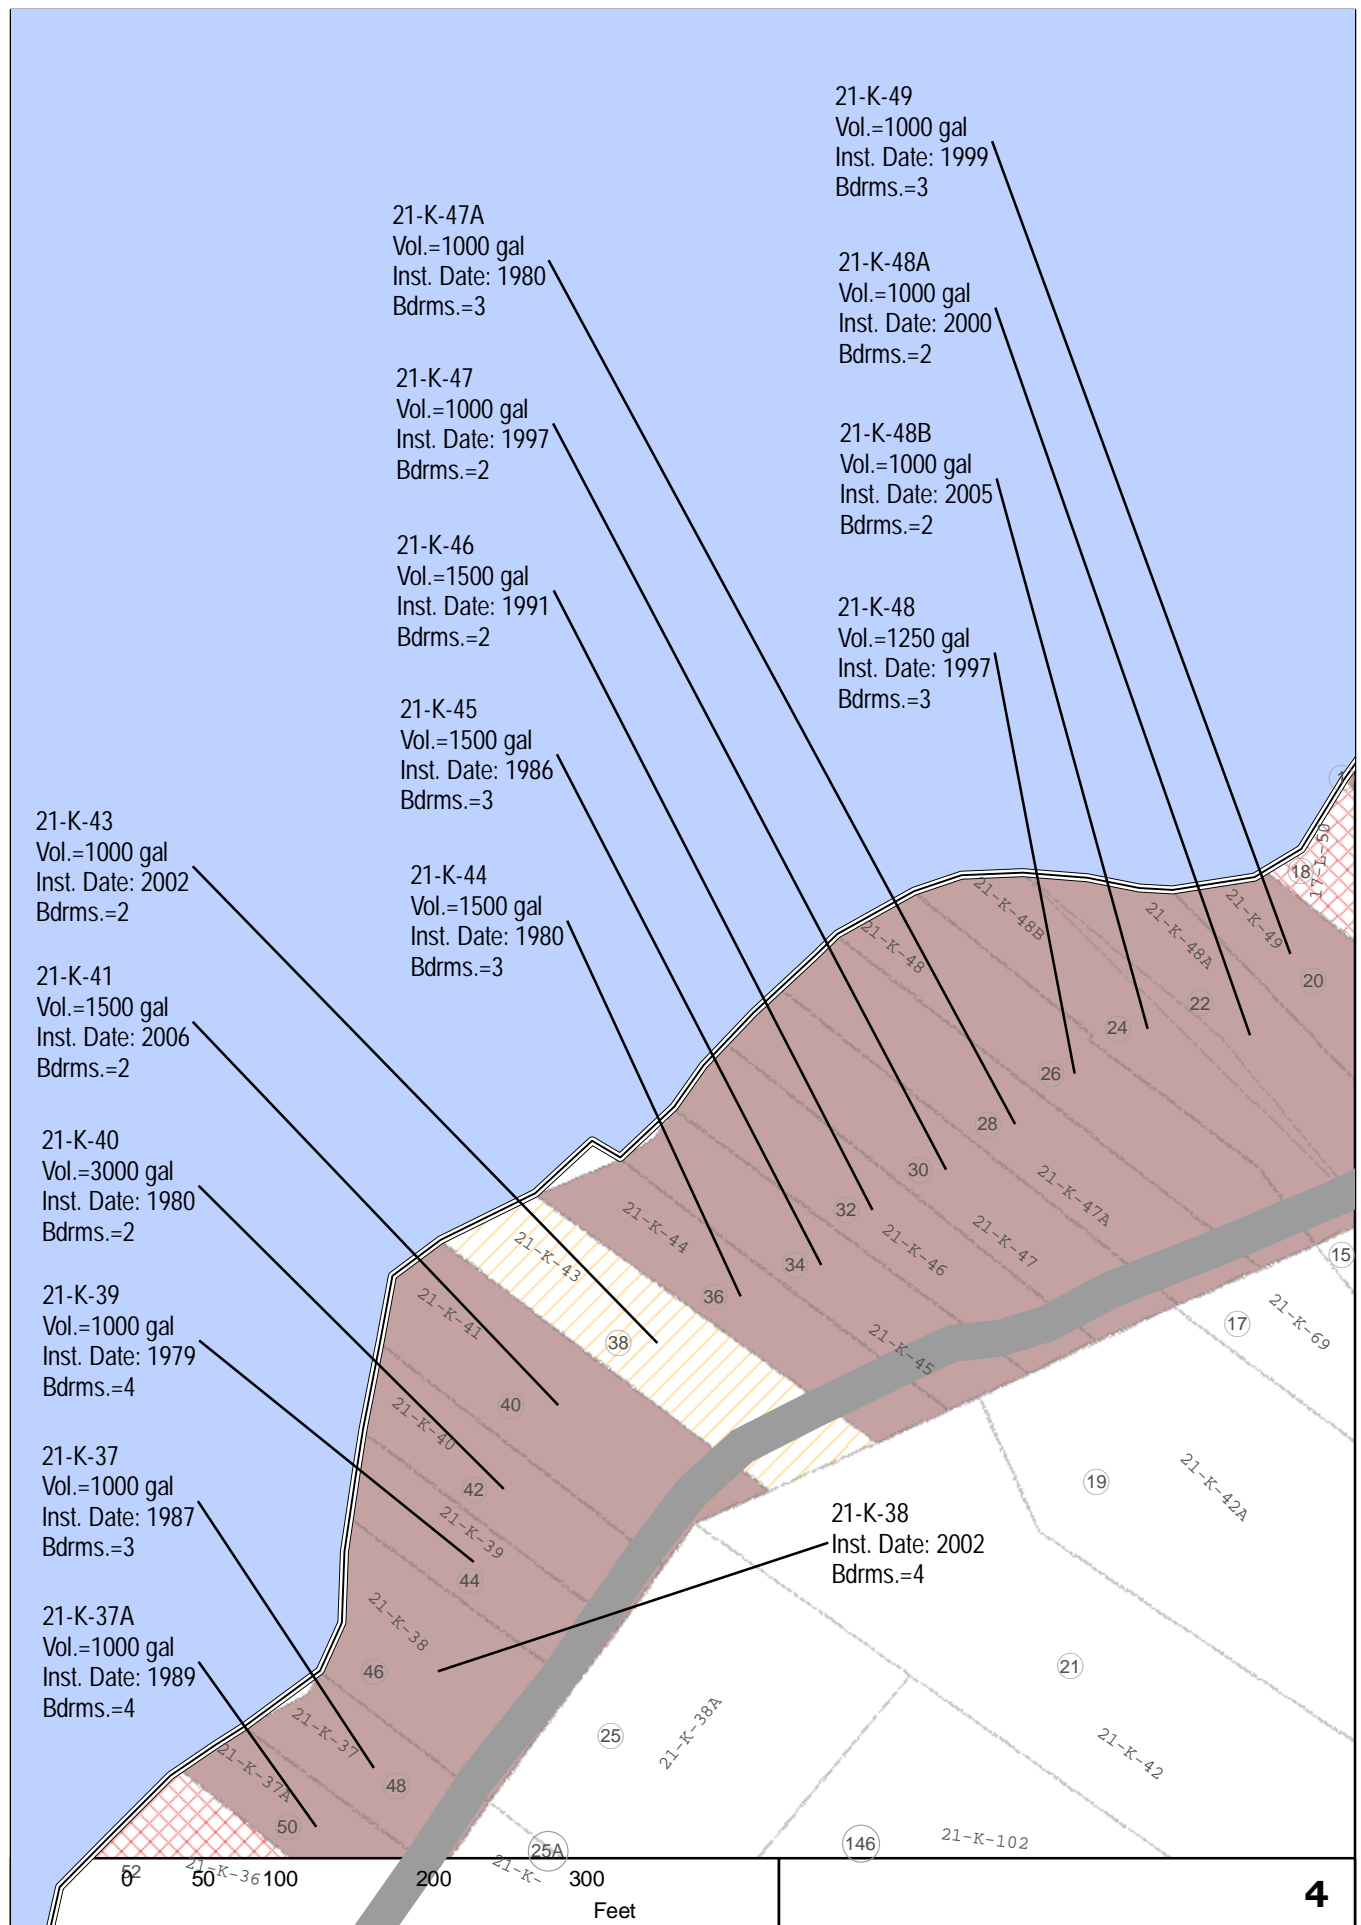 21-K-49
Vol.=1000 gal
Inst. Date: 1999
Bdrms.=3
21-K-47A
Vol.=1000 gal
Inst. Date: 1980
Bdrms.=3
21-K-48A
Vol.=1000 gal
Inst. Date: 2000
Bdrms.=2
21-K-47
Vol.=1000 gal
Inst. Date: 1997
Bdrms.=2
21-K-48B
Vol.=1000 gal
Inst. Date: 2005
Bdrms.=2
21-K-46
Vol.=1500 gal
Inst. Date: 1991
Bdrms.=2
21-K-48
Vol.=1250 gal
Inst. Date: 1997
Bdrms.=3
21-K-45
Vol.=1500 gal
Inst. Date: 1986
Bdrms.=3
21-K-43
Vol.=1000 gal
Inst. Date: 2002
Bdrms.=2
21-K-44
Vol.=1500 gal
Inst. Date: 1980
Bdrms.=3
21-K-41
Vol.=1500 gal
Inst. Date: 2006
Bdrms.=2
21-K-40
Vol.=3000 gal
Inst. Date: 1980
Bdrms.=2
21-K-39
Vol.=1000 gal
Inst. Date: 1979
Bdrms.=4
21-K-37
Vol.=1000 gal
Inst. Date: 1987
Bdrms.=3
21-K-38
Inst. Date: 2002
Bdrms.=4
21-K-37A
Vol.=1000 gal
Inst. Date: 1989
Bdrms.=4
17-L-50
18
21-K-49
20
21-K-48A
22
21-K-48B
24
21-K-48
26
28
21-K-47A
30
21-K-47
32
21-K-46
34
21-K-45
21-K-44
36
21-K-43
38
21-K-41
40
21-K-40
42
21-K-39
44
21-K-38
46
21-K-37
48
21-K-37A
50
15
21-K-69
17
19
21-K-42A
21
21-K-42
25
21-K-38A
25A
21-K-
146
21-K-102
52
21-K-36
0 50 100 200 300
Feet
4